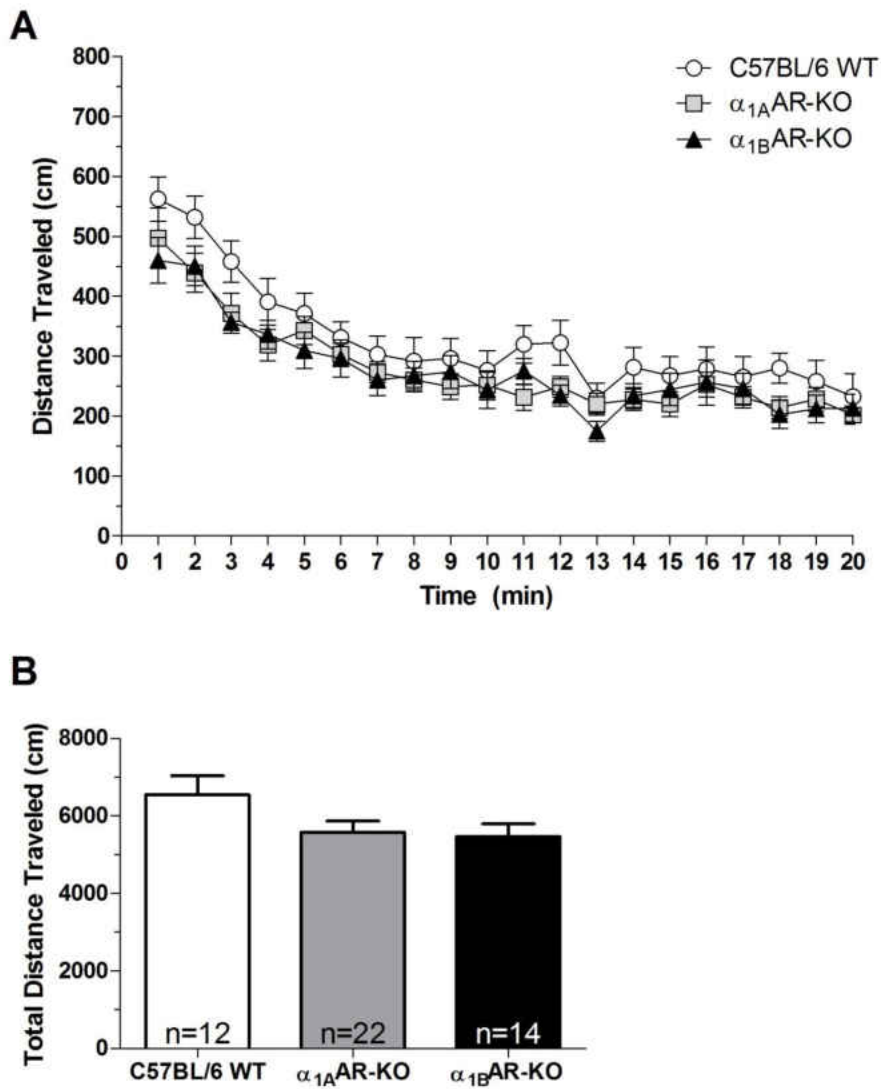 A
800
700
600
500
400
300
200
100
0
Distance Traveled (cm)
C57BL/6 WT
α1AAR-KO
α1BAR-KO
0 1 2 3 4 5 6 7 8 9 10 11 12 13 14 15 16 17 18 19 20
Time (min)
B
8000
6000
4000
2000
0
Total Distance Traveled (cm)
n=12 n=22 n=14
C57BL/6 WT α1AAR-KO α1BAR-KO